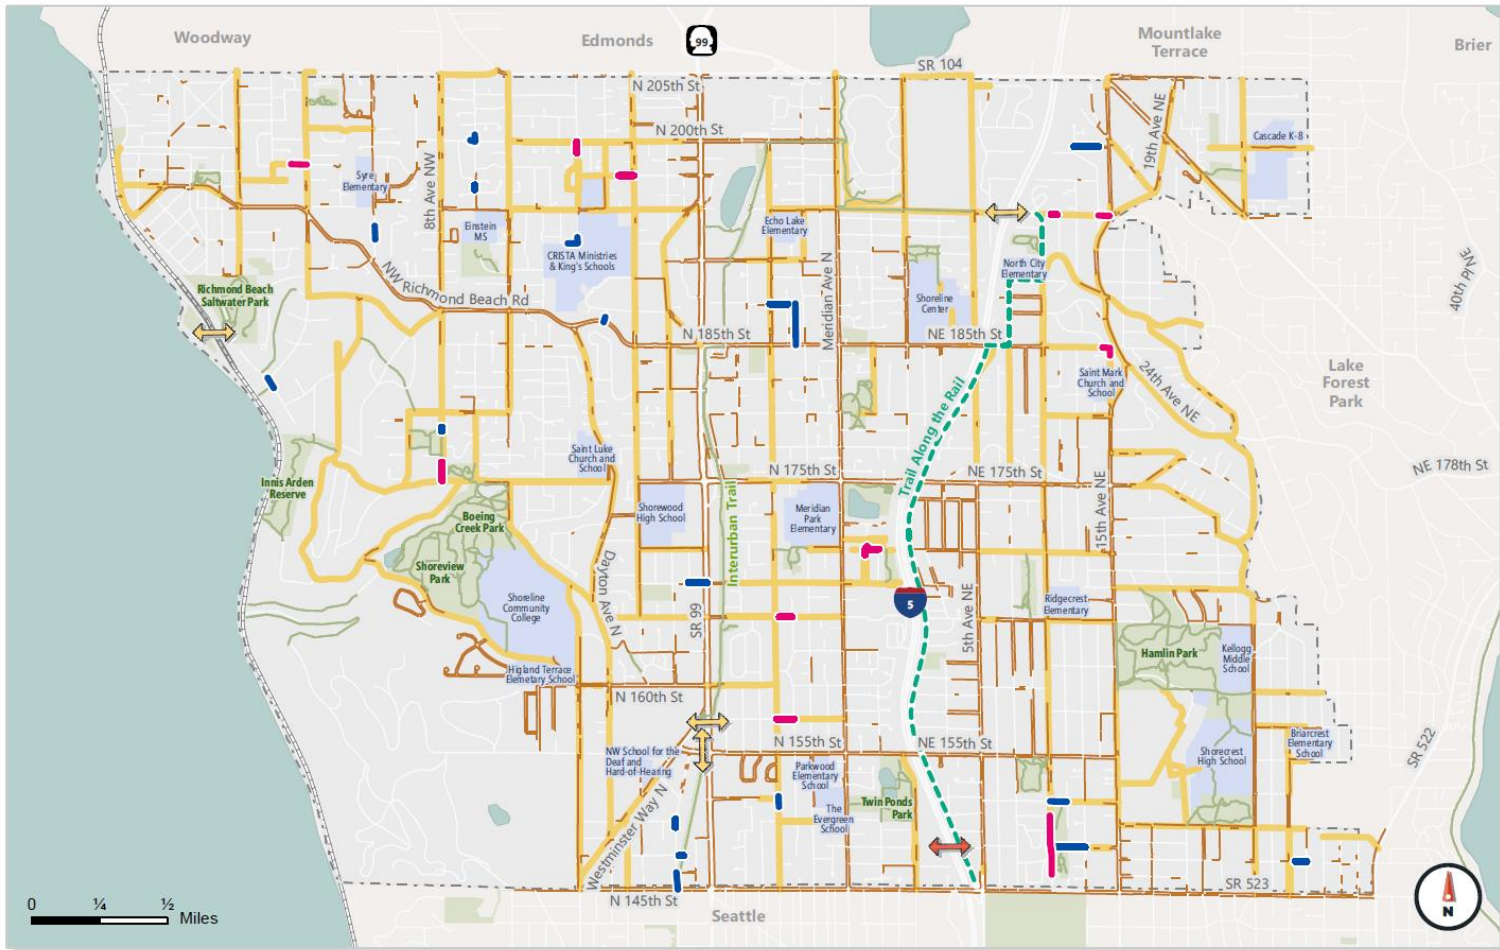 Woodway
Edmonds
99
Mountlake
Terrace
Brier
SR 104
N 205th St
N 200th St
19th Ave NE
Cascade K-8
Syre
Elementary
8th Ave NW
Einstein
MS
CRISTA Ministries
& King's Schools
Echo Lake
Elementary
Meridian Ave N
North City
Elementary
Shoreline
Center
40th Pl NE
Richmond Beach
Saltwater Park
NW Richmond Beach Rd
N 185th St
NE 185th St
Saint Mark
Church and
School
24th Ave NE
Lake
Forest
Park
Trail Along the Rail
Saint Luke
Church and
School
N 175th St
NE 175th St
NE 178th St
Innis Arden
Reserve
Boeing
Creek Park
Shorewood
High School
Interurban Trail
Meridian
Park
Elementary
15th Ave NE
Shoreview
Park
Shoreline
Community
College
Dayton Ave N
SR 99
5
5th Ave NE
Ridgecrest
Elementary
Hamlin Park
Kellogg
Middle
School
Higland Terrace
Elemetary School
N 160th St
NW School for the
Deaf and
Hard-of-Hearing
N 155th St
NE 155th St
Parkwood
Elementary
School
Shorecrest
High School
Briarcrest
Elementary
School
SR 522
The
Evergreen
School
Twin Ponds
Park
Westminster Way N
N 145th St
SR 523
Seattle
0 ¼ ½
Miles
N